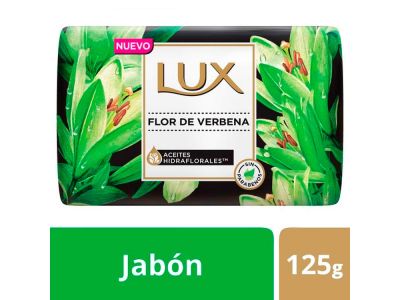 NUEVO
LUX
FLOR DE VERBENA
ACEITES
HIDRAFLORALES™
SIN
PARABENOS
Jabón
125g